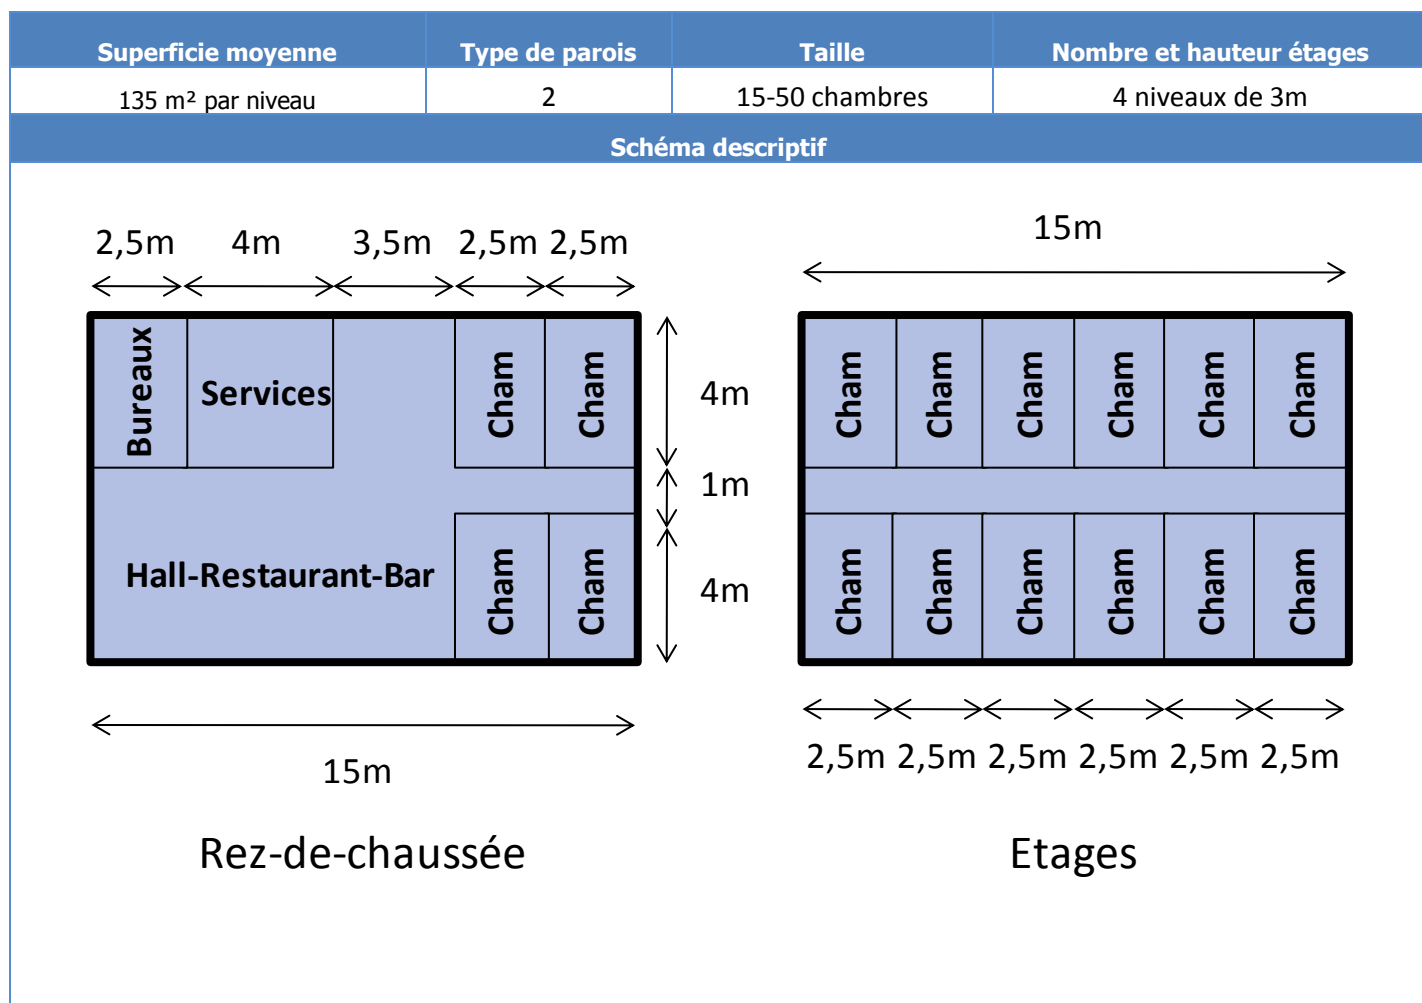 Superficie moyenne Type de parois Taille Nombre et hauteur étages
135 m² par niveau 2 15-50 chambres 4 niveaux de 3m
Schéma descriptif
2,5m 4m 3,5m 2,5m 2,5m
15m
Bureaux
Services
Cham
Cham
Cham
Cham
Cham
Cham
Cham
Cham
4m
1m
Hall-Restaurant-Bar
Cham
Cham
Cham
Cham
Cham
Cham
Cham
Cham
4m
15m
2,5m 2,5m 2,5m 2,5m 2,5m 2,5m
Rez-de-chaussée
Etages